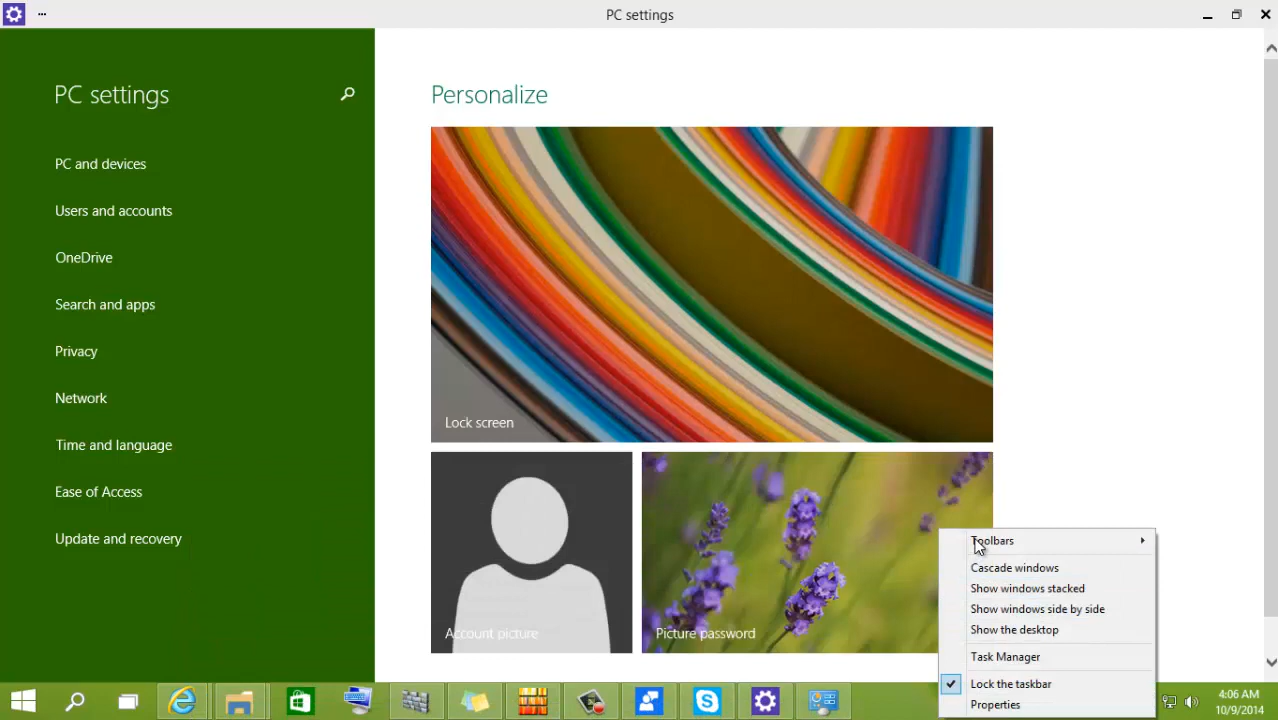 PC settings
PC settings
PC and devices
Users and accounts
OneDrive
Search and apps
Privacy
Network
Time and language
Ease of Access
Update and recovery
Personalize
Lock screen
Account picture
Picture password
Toolbars
Cascade windows
Show windows stacked
Show windows side by side
Show the desktop
Task Manager
Lock the taskbar
Properties
4:06 AM
10/9/2014